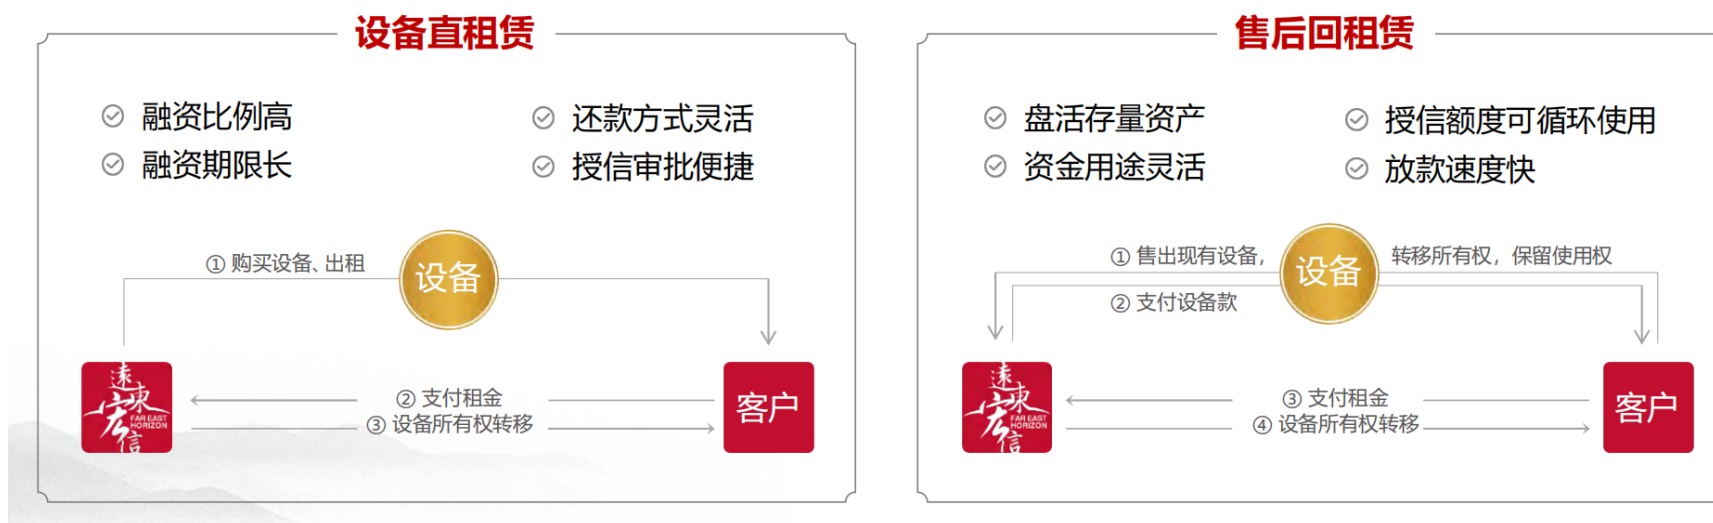 设备直租赁
融资比例高
还款方式灵活
融资期限长
授信审批便捷
① 购买设备、出租
设备
遠東宏信
FAR EAST
HORIZON
② 支付租金
③ 设备所有权转移
客户
售后回租赁
盘活存量资产
授信额度可循环使用
资金用途灵活
放款速度快
① 售出现有设备，
设备
转移所有权，保留使用权
② 支付设备款
遠東宏信
FAR EAST
HORIZON
③ 支付租金
④ 设备所有权转移
客户